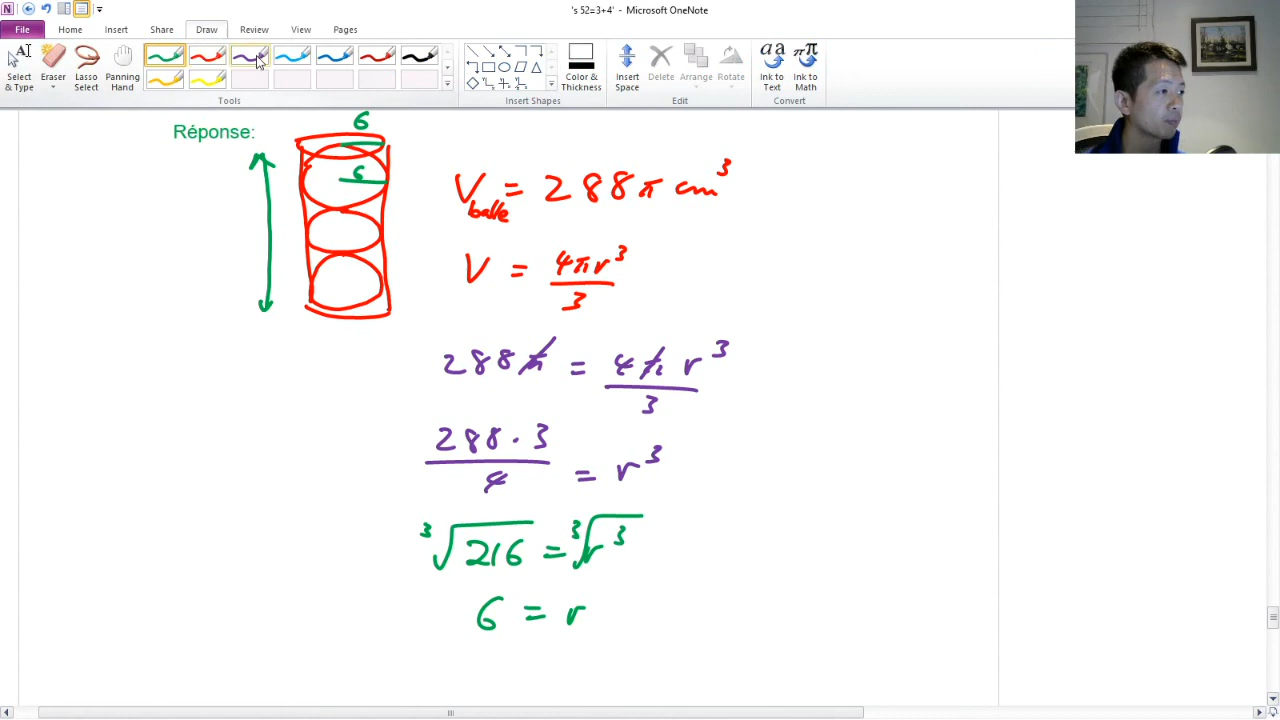 's 52=3+4' - Microsoft OneNote
File Home Insert Share Draw Review View Pages
Select & Type Eraser Lasso Select Panning Hand Color & Thickness Insert Space Delete Arrange Rotate Ink to Text Ink to Math
Tools Insert Shapes Edit Convert
Réponse:
6
6
V balle = 288π cm³
V = 4πr³/3
288π = 4πr³/3
288·3/4 = r³
³√216 = ³√r³
6 = r